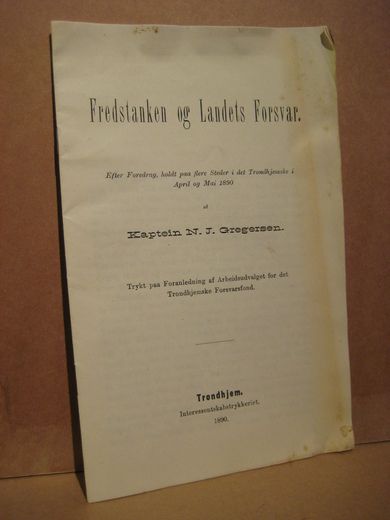 Fredstanken og Landets Forsvar.
Efter Foredrag, holdt paa flere Steder i det Trondhjemske i
April og Mai 1890
af
Kaptein N. J. Gregersen.
Trykt paa Foranledning af Arbeidsudvalget for det
Trondhjemske Forsvarsfond.
Trondhjem.
Interessentskabstrykkeriet.
1890.